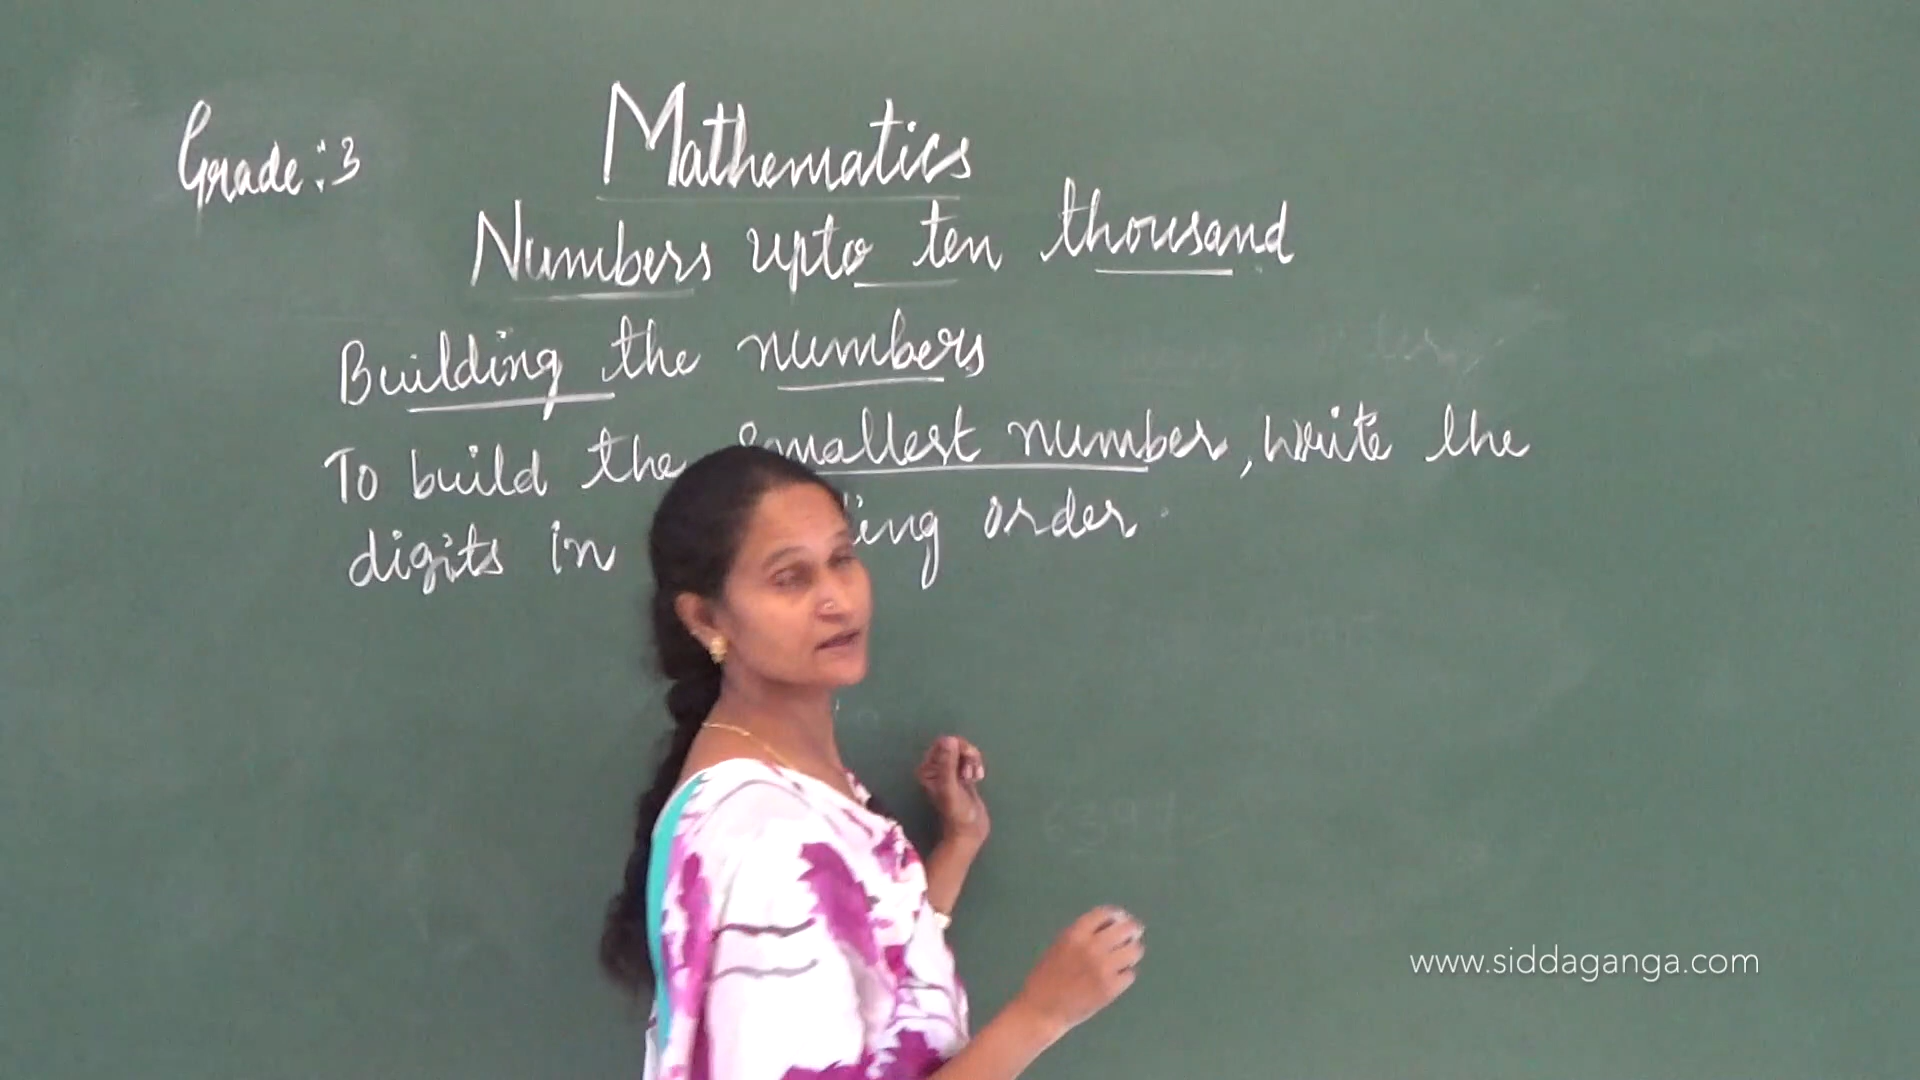 Grade: 3
Mathematics
Numbers upto ten thousand
Building the numbers
To build the smallest number, write the
digits in ing order.
www.siddaganga.com